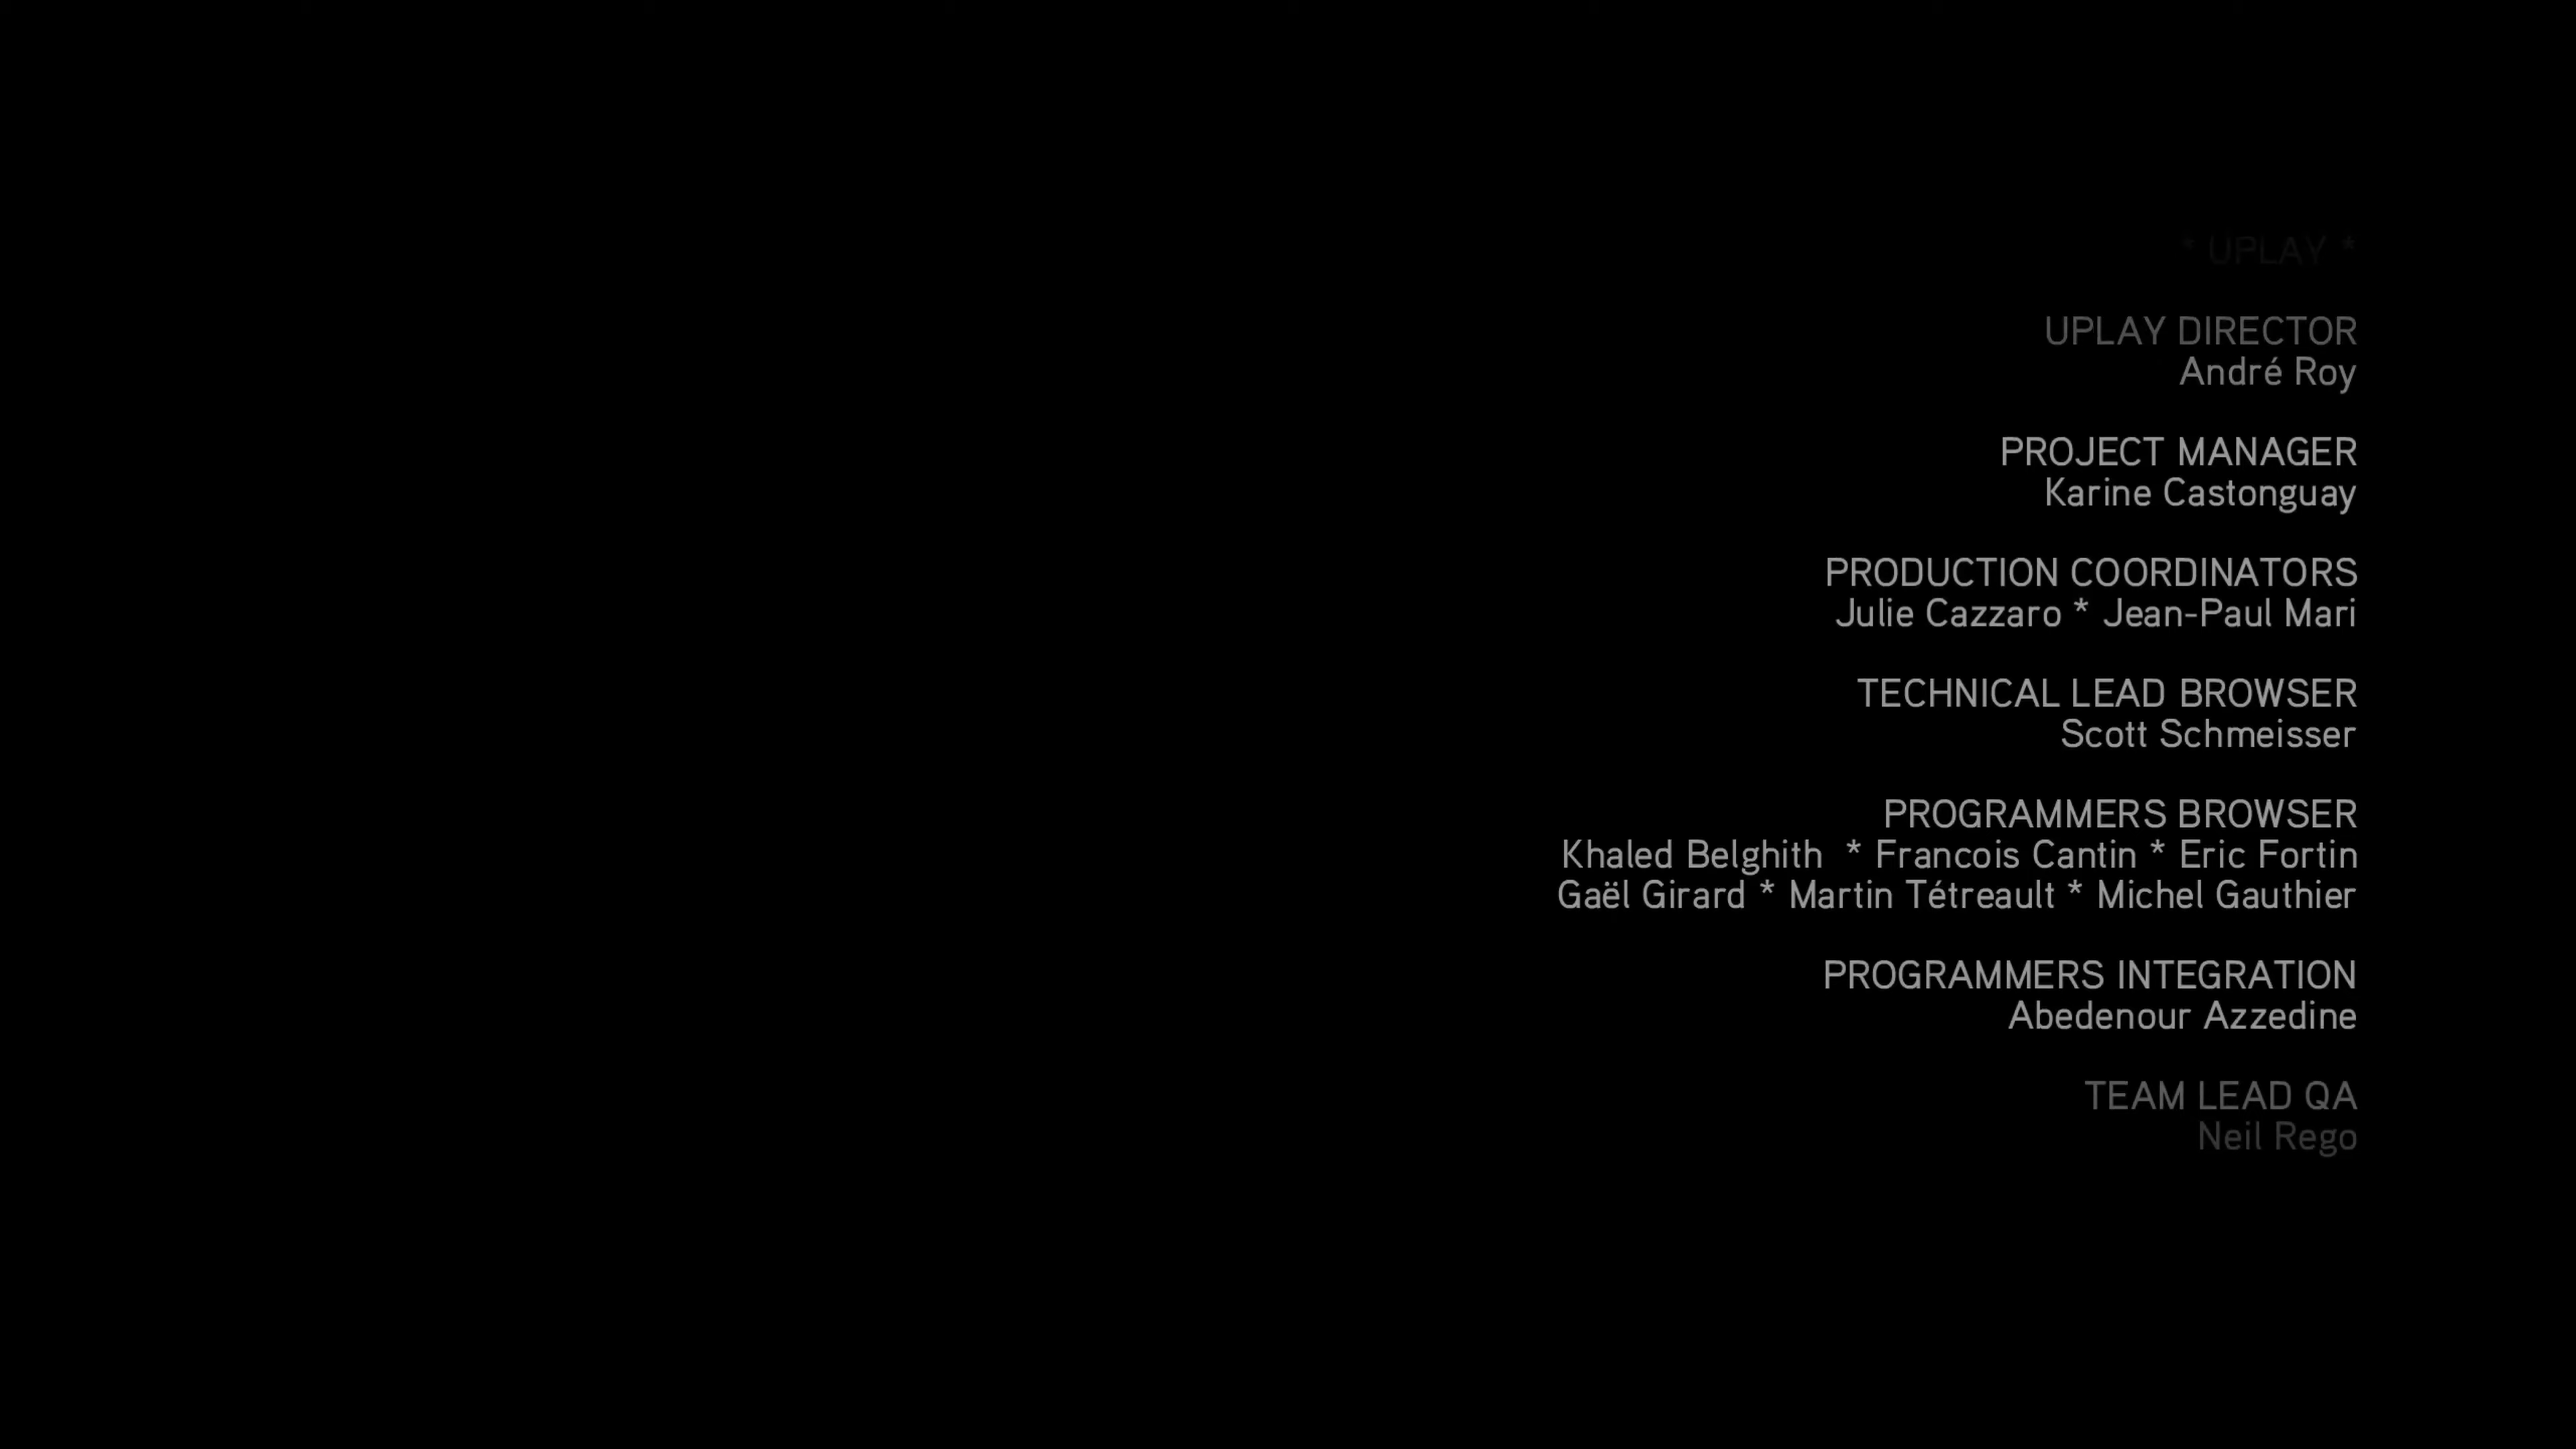 * UPLAY *
UPLAY DIRECTOR
André Roy
PROJECT MANAGER
Karine Castonguay
PRODUCTION COORDINATORS
Julie Cazzaro * Jean-Paul Mari
TECHNICAL LEAD BROWSER
Scott Schmeisser
PROGRAMMERS BROWSER
Khaled Belghith  * Francois Cantin * Eric Fortin
Gaël Girard * Martin Tétreault * Michel Gauthier
PROGRAMMERS INTEGRATION
Abedenour Azzedine
TEAM LEAD QA
Neil Rego